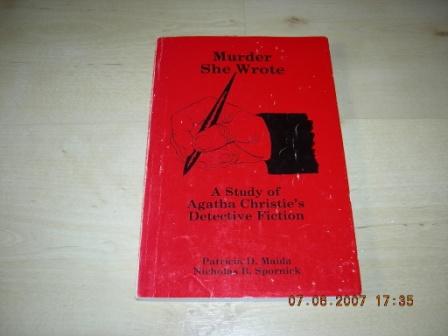 Murder
She Wrote
A Study of
Agatha Christie's
Detective Fiction
Patricia D. Maida
Nicholas B. Spornick
07.06.2007 17:35